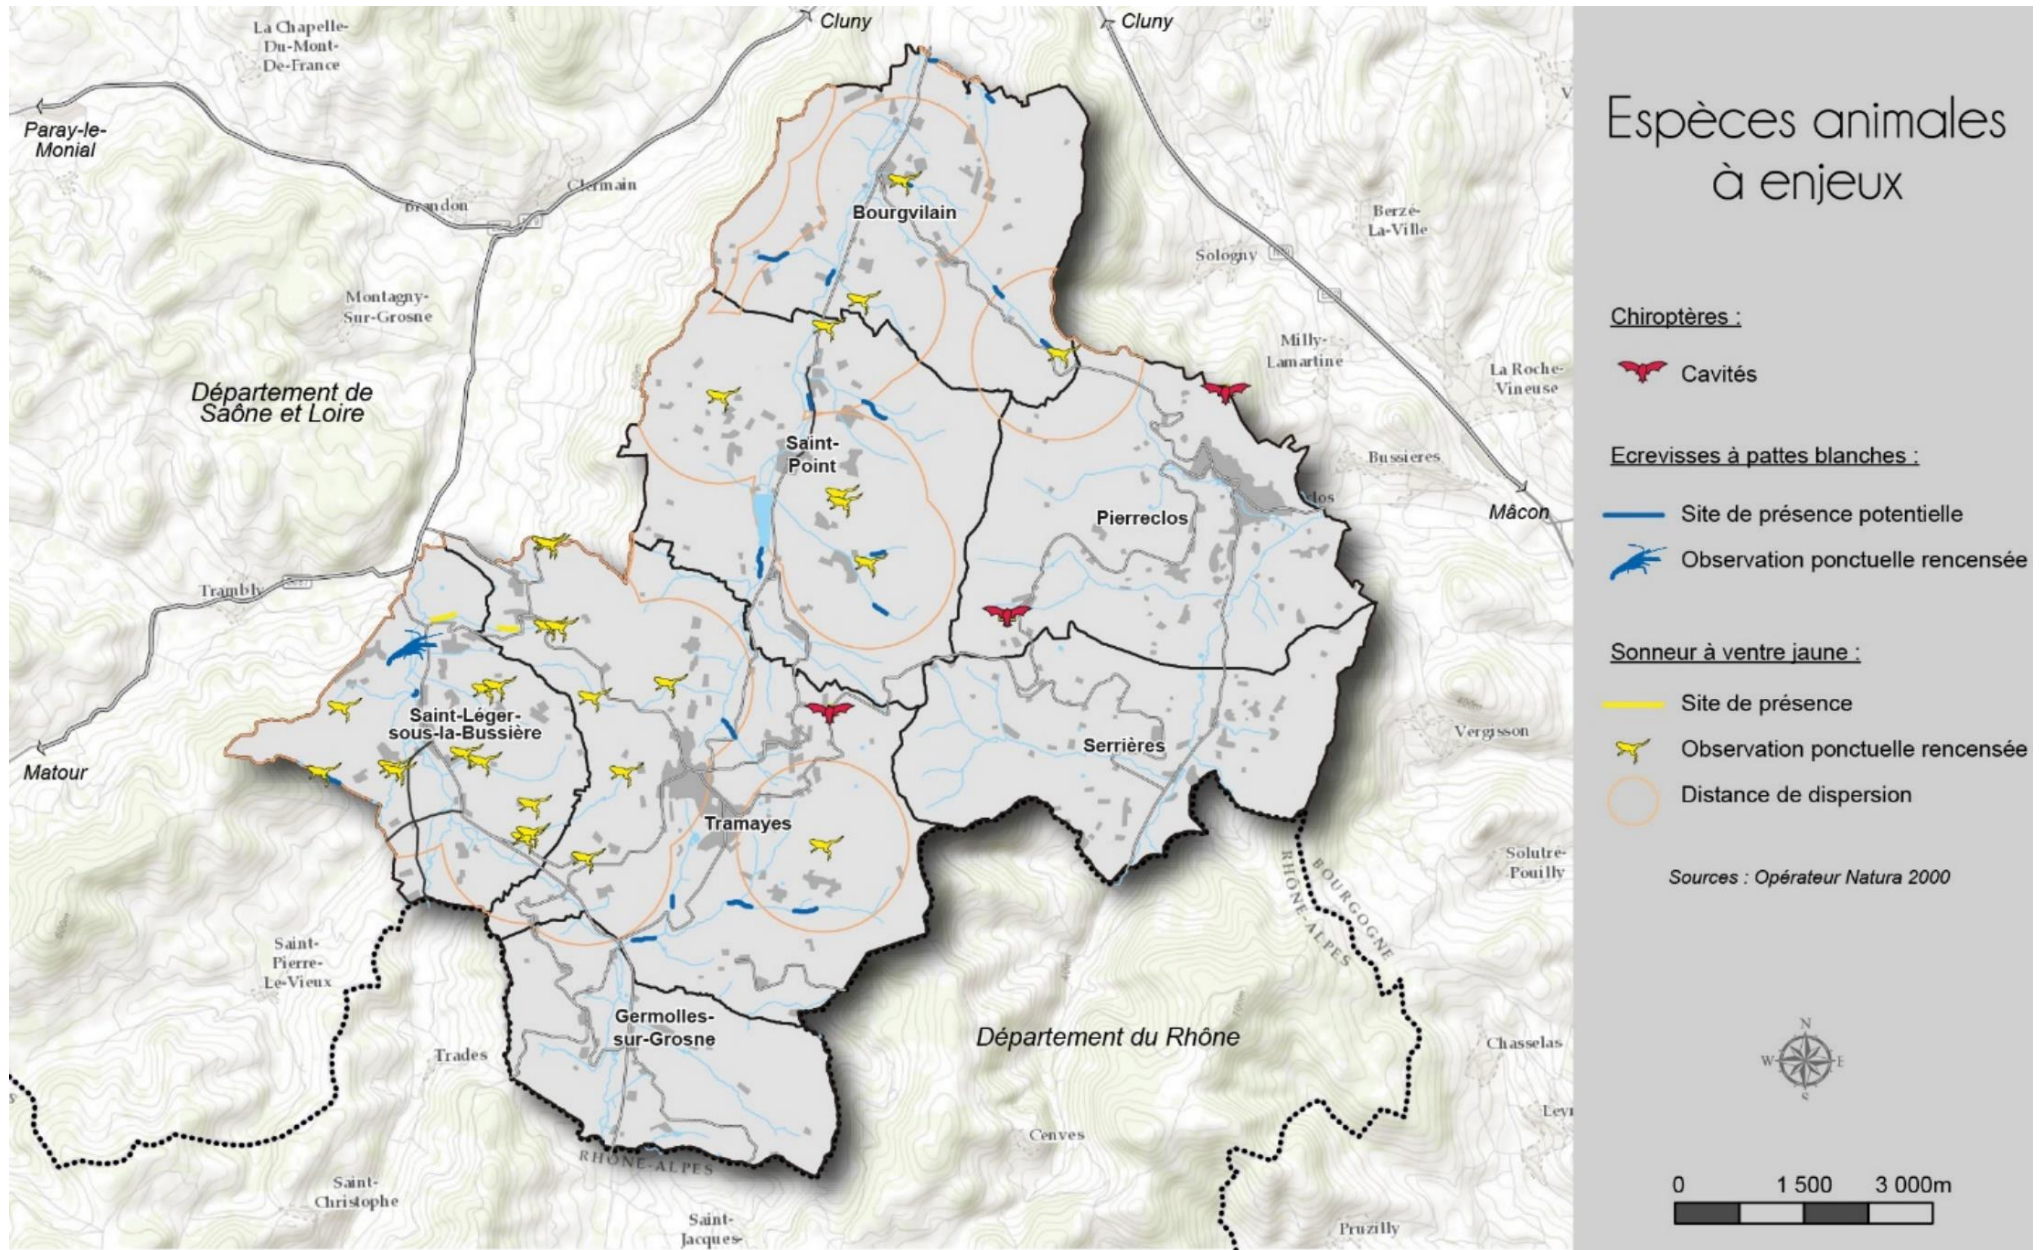 La Chapelle-
Du-Mont-
De-France
Cluny
Cluny
Paray-le-
Monial
Clermain
Brandon
Bourgvilain
Berzé-
La-Ville
Sologny
Montagny-
Sur-Grosne
Milly-
Lamartine
La Roche-
Vineuse
Département de
Saône et Loire
Saint-
Point
Bussieres
Pierreclos
Mâcon
Trambly
Saint-Léger-
sous-la-Bussière
Serrières
Vergisson
Matour
Tramayes
Solutre-
Pouilly
BOURGOGNE
RHÔNE-ALPES
Saint-
Pierre-
Le-Vieux
Germolles-
sur-Grosne
Département du Rhône
Trades
Chasselas
Cenves
RHÔNE-ALPES
Saint-
Christophe
Saint-
Jacques-
Pruzilly
Espèces animales
à enjeux
Chiroptères :
Cavités
Ecrevisses à pattes blanches :
Site de présence potentielle
Observation ponctuelle rencensée
Sonneur à ventre jaune :
Site de présence
Observation ponctuelle rencensée
Distance de dispersion
Sources : Opérateur Natura 2000
N
W E
S
0 1 500 3 000m